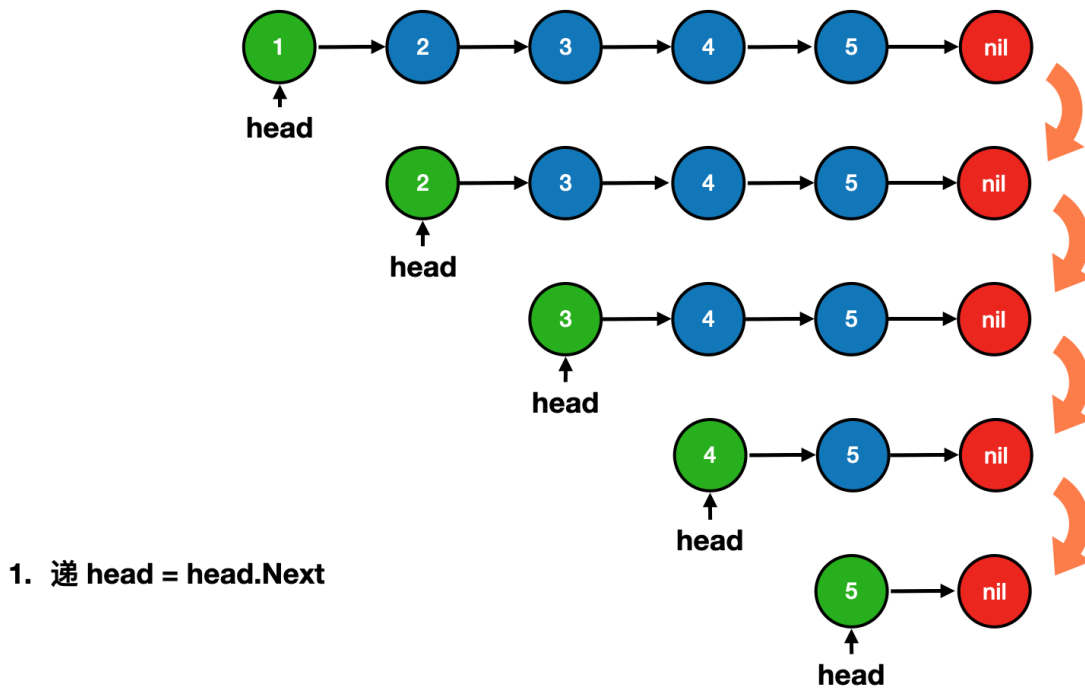 1 2 3 4 5 nil
head
2 3 4 5 nil
head
3 4 5 nil
head
4 5 nil
head
1. 递 head = head.Next
5 nil
head